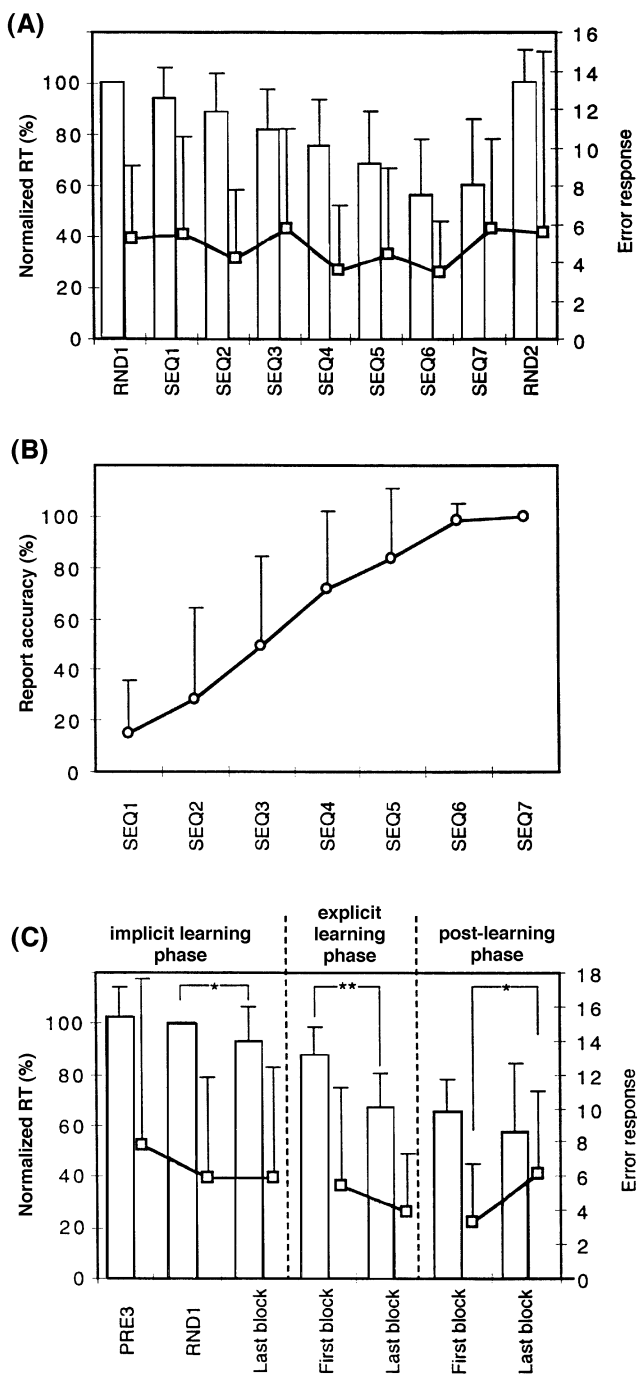 (A)
Normalized RT (%)
100
80
60
40
20
0
16
14
12
10
8
6
4
2
0
Error response
RND1
SEQ1
SEQ2
SEQ3
SEQ4
SEQ5
SEQ6
SEQ7
RND2
(B)
Report accuracy (%)
100
80
60
40
20
0
SEQ1
SEQ2
SEQ3
SEQ4
SEQ5
SEQ6
SEQ7
(C)
implicit learning
phase
explicit
learning
phase
post-learning
phase
Normalized RT (%)
100
80
60
40
20
0
*
**
*
18
16
14
12
10
8
6
4
2
0
Error response
PRE3
RND1
Last block
First block
Last block
First block
Last block